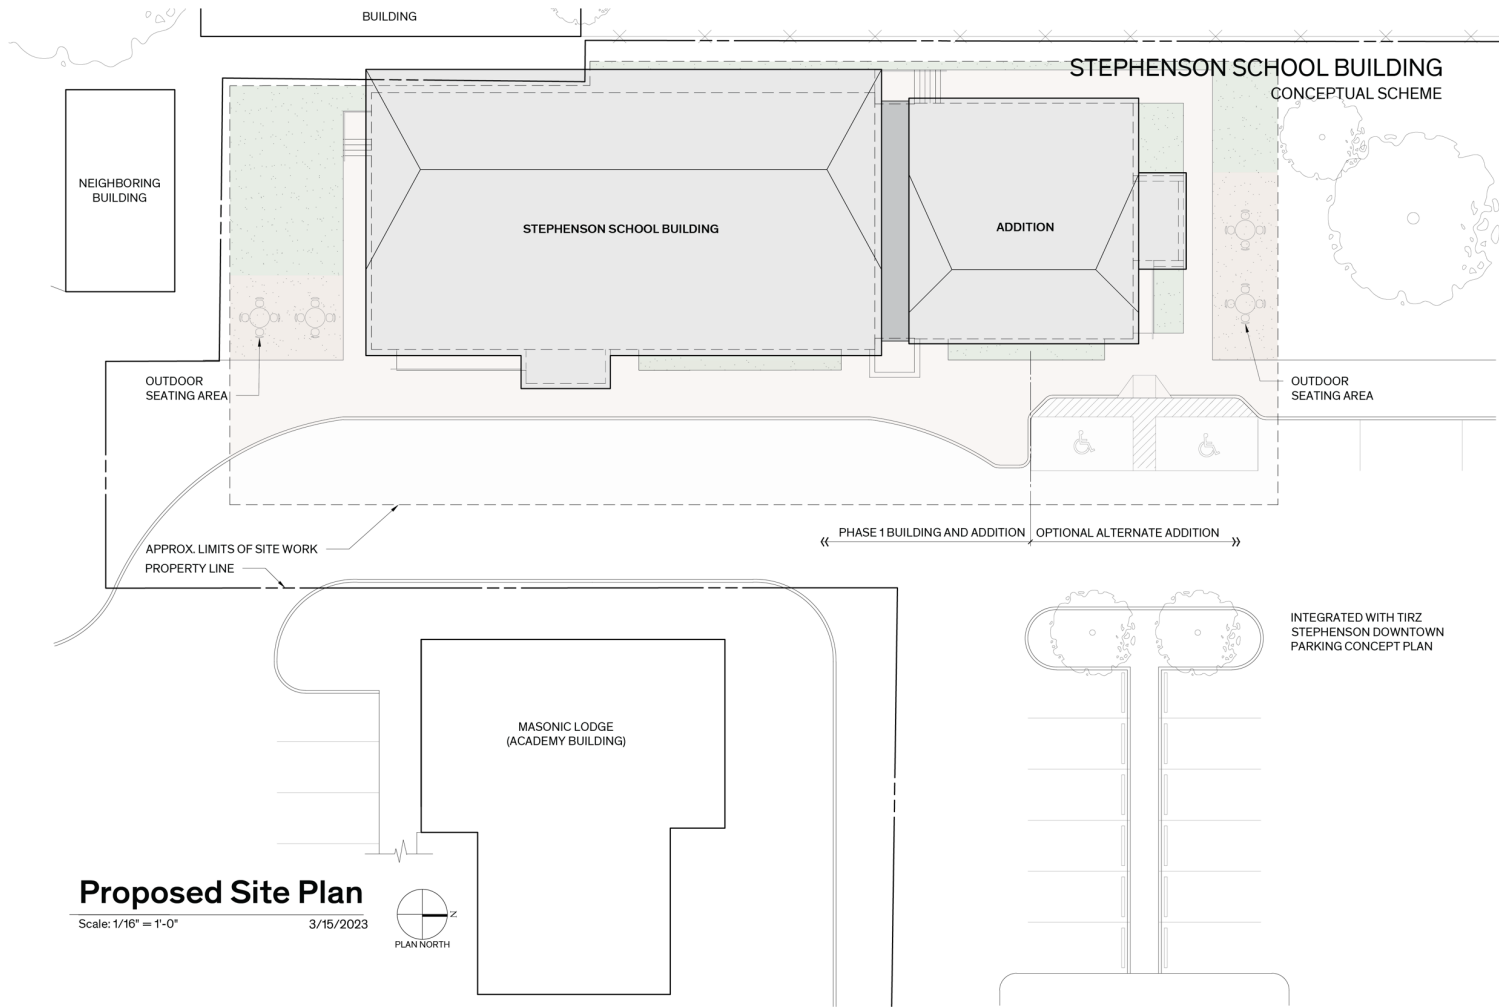 BUILDING
STEPHENSON SCHOOL BUILDING
CONCEPTUAL SCHEME
NEIGHBORING
BUILDING
STEPHENSON SCHOOL BUILDING
ADDITION
OUTDOOR
SEATING AREA
OUTDOOR
SEATING AREA
PHASE 1 BUILDING AND ADDITION
OPTIONAL ALTERNATE ADDITION
APPROX. LIMITS OF SITE WORK
PROPERTY LINE
INTEGRATED WITH TIRZ
STEPHENSON DOWNTOWN
PARKING CONCEPT PLAN
MASONIC LODGE
(ACADEMY BUILDING)
Proposed Site Plan
Scale: 1/16" = 1'-0"
3/15/2023
N
PLAN NORTH